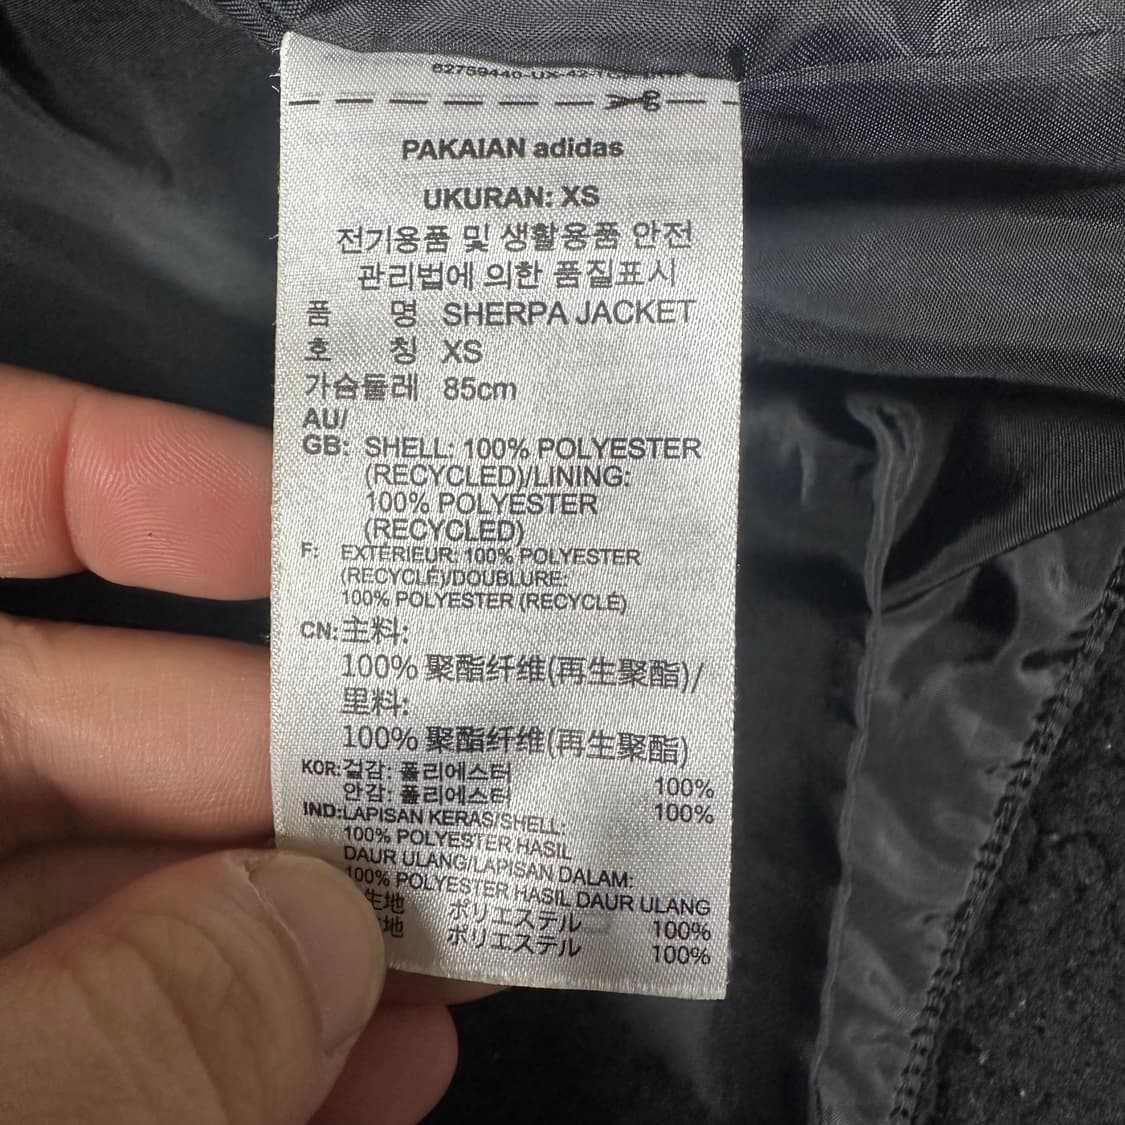 PAKAIAN adidas
UKURAN: XS
전기용품 및 생활용품 안전
관리법에 의한 품질표시
품 명 SHERPA JACKET
호 칭 XS
가슴둘레 85cm
AU/
GB: SHELL: 100% POLYESTER
(RECYCLED)/LINING:
100% POLYESTER
(RECYCLED)
F: EXTÉRIEUR: 100% POLYESTER
(RECYCLÉ)/DOUBLURE:
100% POLYESTER (RECYCLÉ)
CN: 主料:
100% 聚酯纤维(再生聚酯)/
里料:
100% 聚酯纤维(再生聚酯)
KOR: 겉감: 폴리에스터 100%
안감: 폴리에스터 100%
IND: LAPISAN KERAS/SHELL:
100% POLYESTER HASIL
DAUR ULANG/LAPISAN DALAM:
100% POLYESTER HASIL DAUR ULANG
生地 ポリエステル 100%
地 ポリエステル 100%